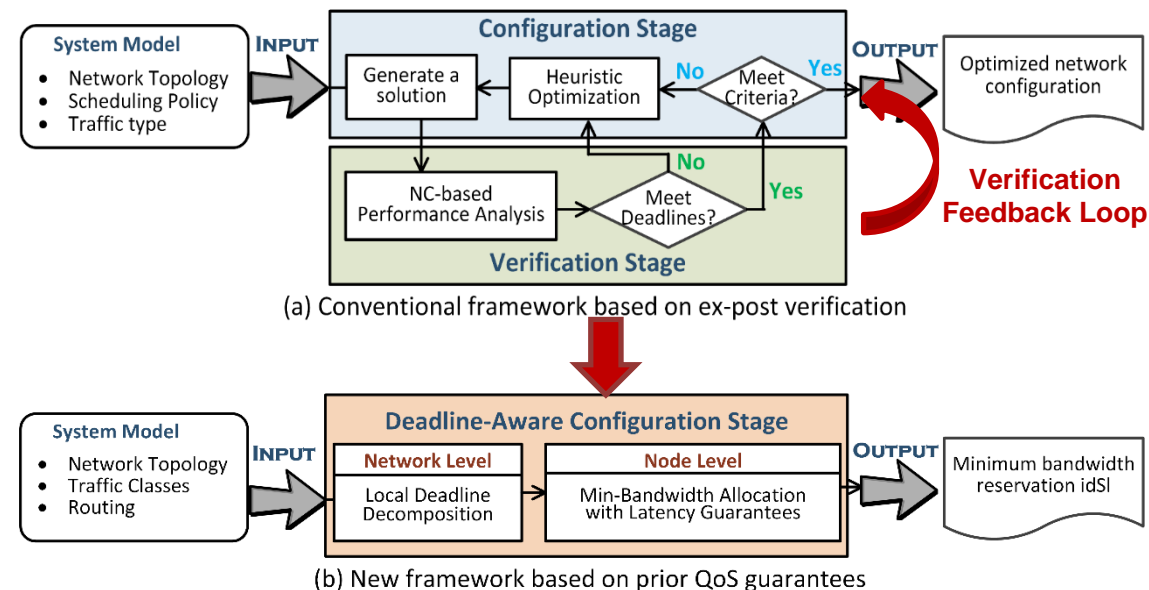 System Model
• Network Topology
• Scheduling Policy
• Traffic type
INPUT
Configuration Stage
Generate a
solution
Heuristic
Optimization
No
Meet
Criteria?
Yes
OUTPUT
Optimized network
configuration
NC-based
Performance Analysis
No
Meet
Deadlines?
Yes
Verification Stage
Verification
Feedback Loop
(a) Conventional framework based on ex-post verification
System Model
• Network Topology
• Traffic Classes
• Routing
INPUT
Deadline-Aware Configuration Stage
Network Level
Local Deadline
Decomposition
Node Level
Min-Bandwidth Allocation
with Latency Guarantees
OUTPUT
Minimum bandwidth
reservation idSl
(b) New framework based on prior QoS guarantees